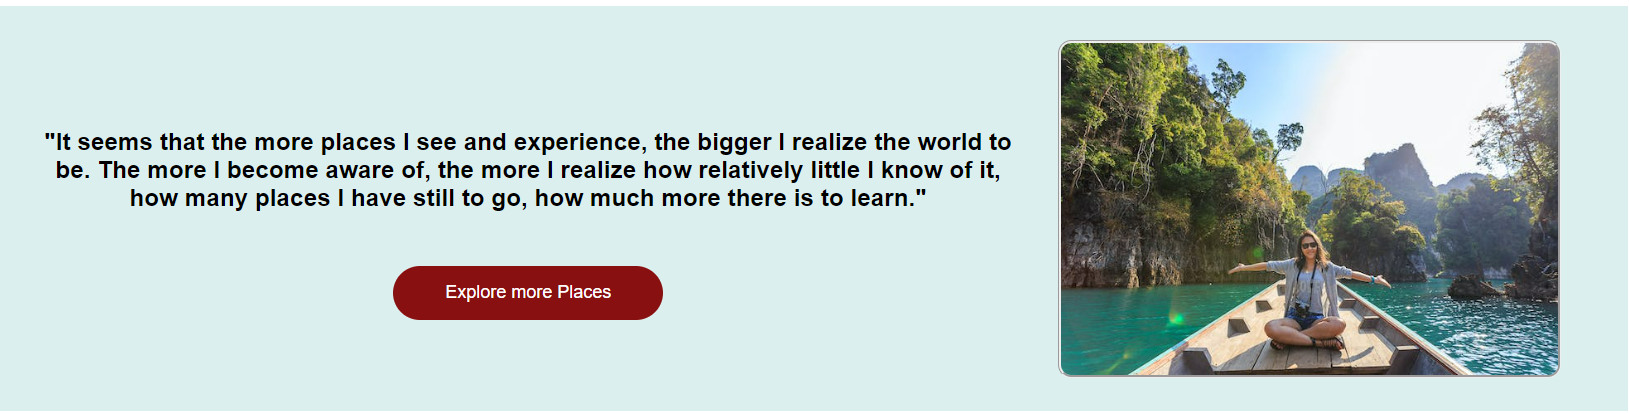 "It seems that the more places I see and experience, the bigger I realize the world to
be. The more I become aware of, the more I realize how relatively little I know of it,
how many places I have still to go, how much more there is to learn."
Explore more Places